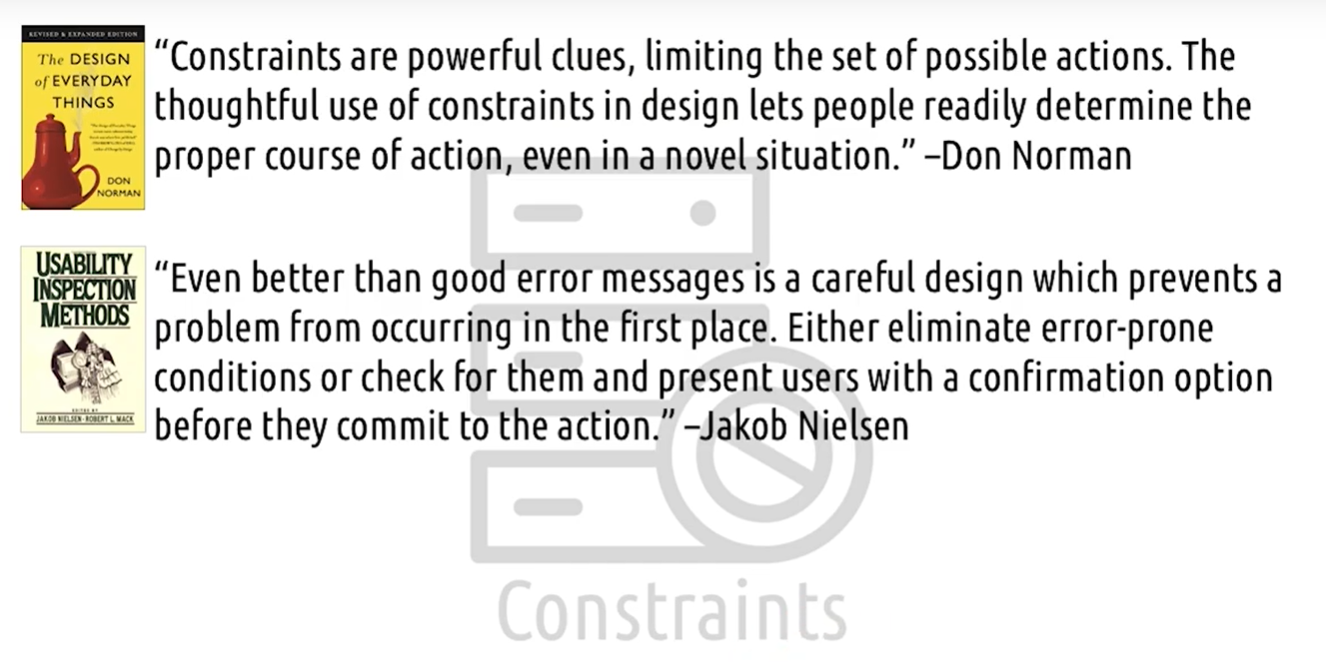 REVISED & EXPANDED EDITION
The DESIGN
of EVERYDAY
THINGS
DON
NORMAN
“Constraints are powerful clues, limiting the set of possible actions. The
thoughtful use of constraints in design lets people readily determine the
proper course of action, even in a novel situation.” –Don Norman
USABILITY
INSPECTION
METHODS
EDITED BY
JAKOB NIELSEN · ROBERT L. MACK
“Even better than good error messages is a careful design which prevents a
problem from occurring in the first place. Either eliminate error-prone
conditions or check for them and present users with a confirmation option
before they commit to the action.” –Jakob Nielsen
Constraints